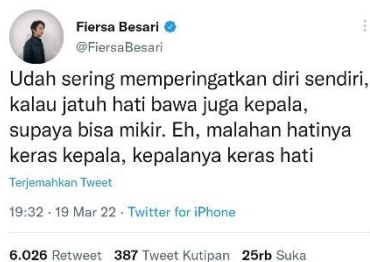 Fiersa Besari
@FiersaBesari
Udah sering memperingatkan diri sendiri,
kalau jatuh hati bawa juga kepala,
supaya bisa mikir. Eh, malahan hatinya
keras kepala, kepalanya keras hati
Terjemahkan Tweet
19:32 · 19 Mar 22 · Twitter for iPhone
6.026 Retweet 387 Tweet Kutipan 25rb Suka